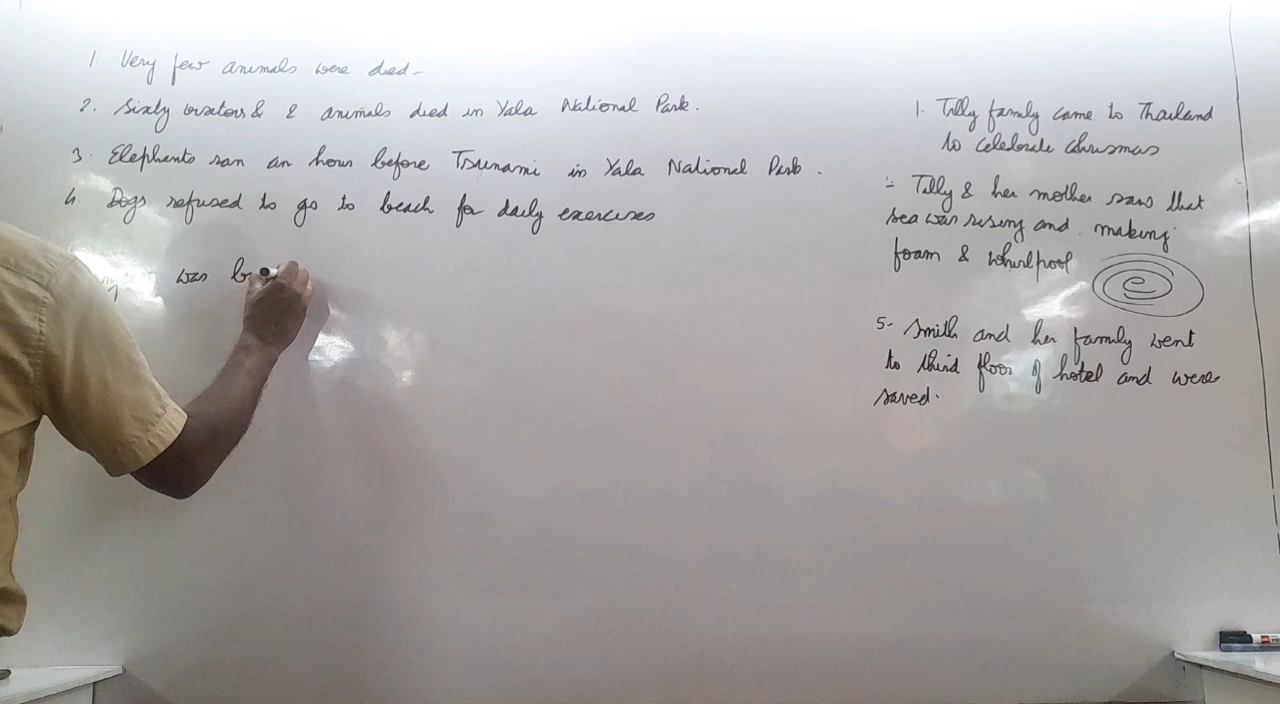 1. Very few animals were died-
2. Sixty visitors & 2 animals died in Yala National Park.
3. Elephants ran an hour before Tsunami in Yala National Park.
4 Dogs refused to go to beach for daily exercises
was b
1. Tilly family came to Thailand
to celebrate chrismas
Tilly & her mother saw that
sea was rising and making
foam & whirlpool
5- Smith and her family went
to third floor of hotel and were
saved.